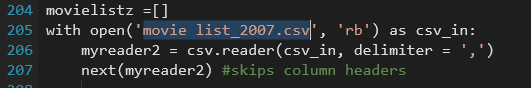 204 movielistz =[]
205 with open('movie list_2007.csv', 'rb') as csv_in:
206     myreader2 = csv.reader(csv_in, delimiter = ',')
207     next(myreader2) #skips column headers